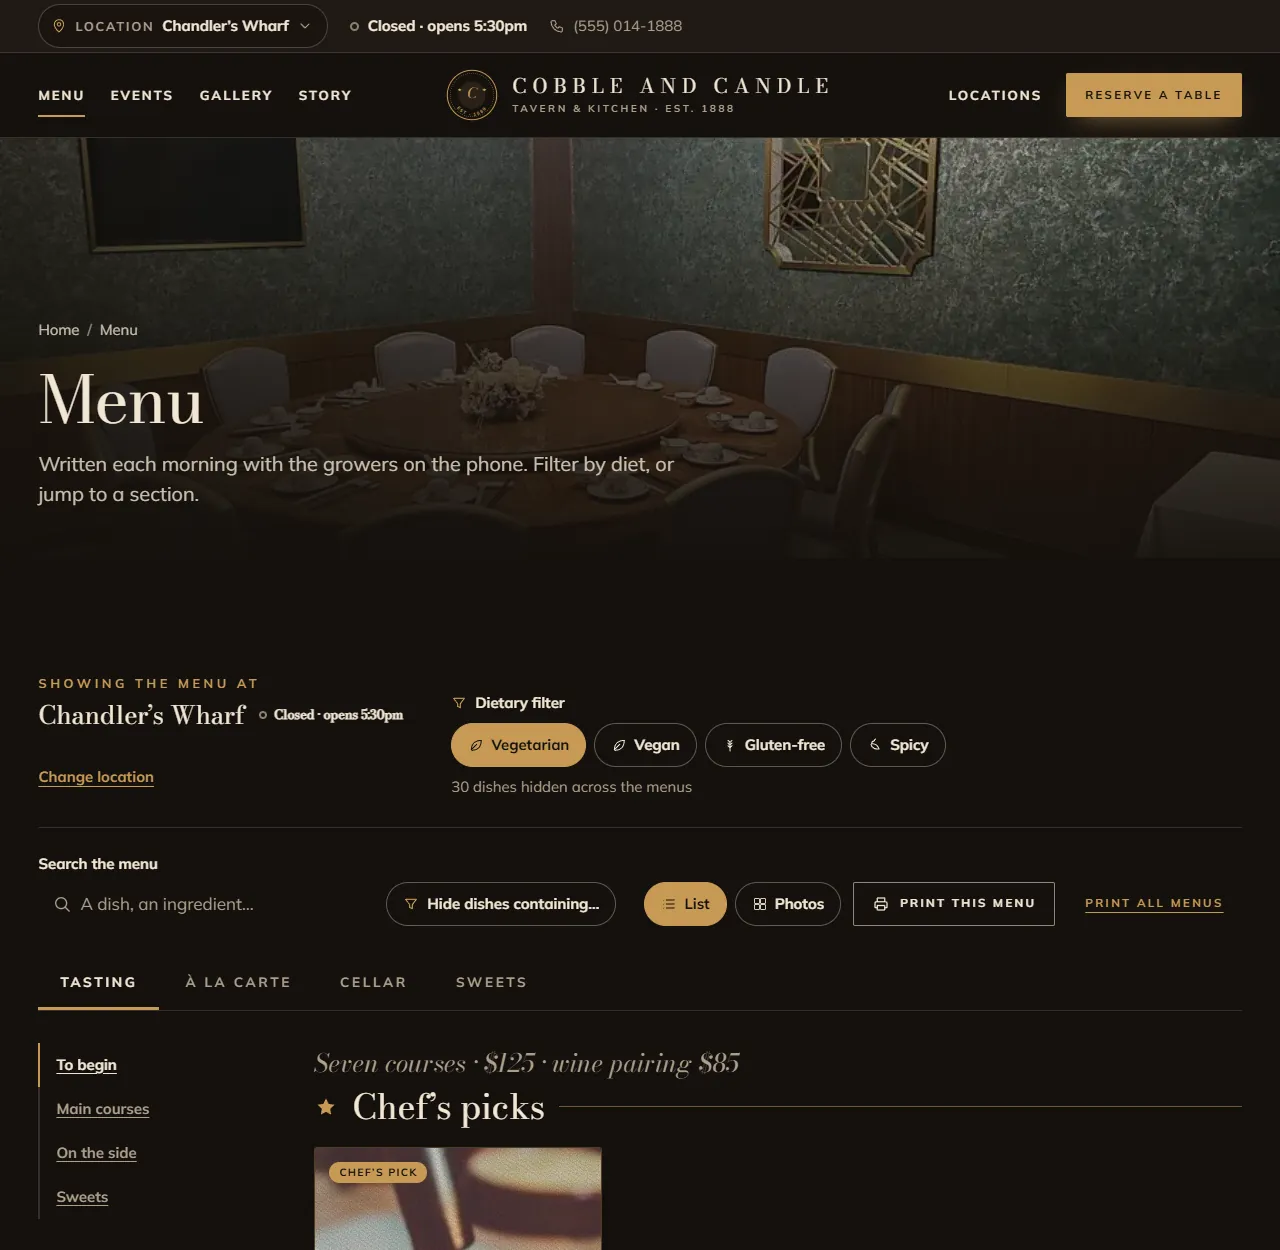 LOCATION Chandler's Wharf
Closed · opens 5:30pm
(555) 014-1888
MENU EVENTS GALLERY STORY
C
COBBLE AND CANDLE
TAVERN & KITCHEN · EST. 1888
LOCATIONS
RESERVE A TABLE
Home / Menu
Menu
Written each morning with the growers on the phone. Filter by diet, or
jump to a section.
SHOWING THE MENU AT
Chandler’s Wharf
Closed · opens 5:30pm
Change location
Dietary filter
Vegetarian
Vegan
Gluten-free
Spicy
30 dishes hidden across the menus
Search the menu
A dish, an ingredient...
Hide dishes containing...
List
Photos
PRINT THIS MENU
PRINT ALL MENUS
TASTING
À LA CARTE
CELLAR
SWEETS
To begin
Main courses
On the side
Sweets
Seven courses · $125 · wine pairing $85
Chef’s picks
CHEF'S PICK